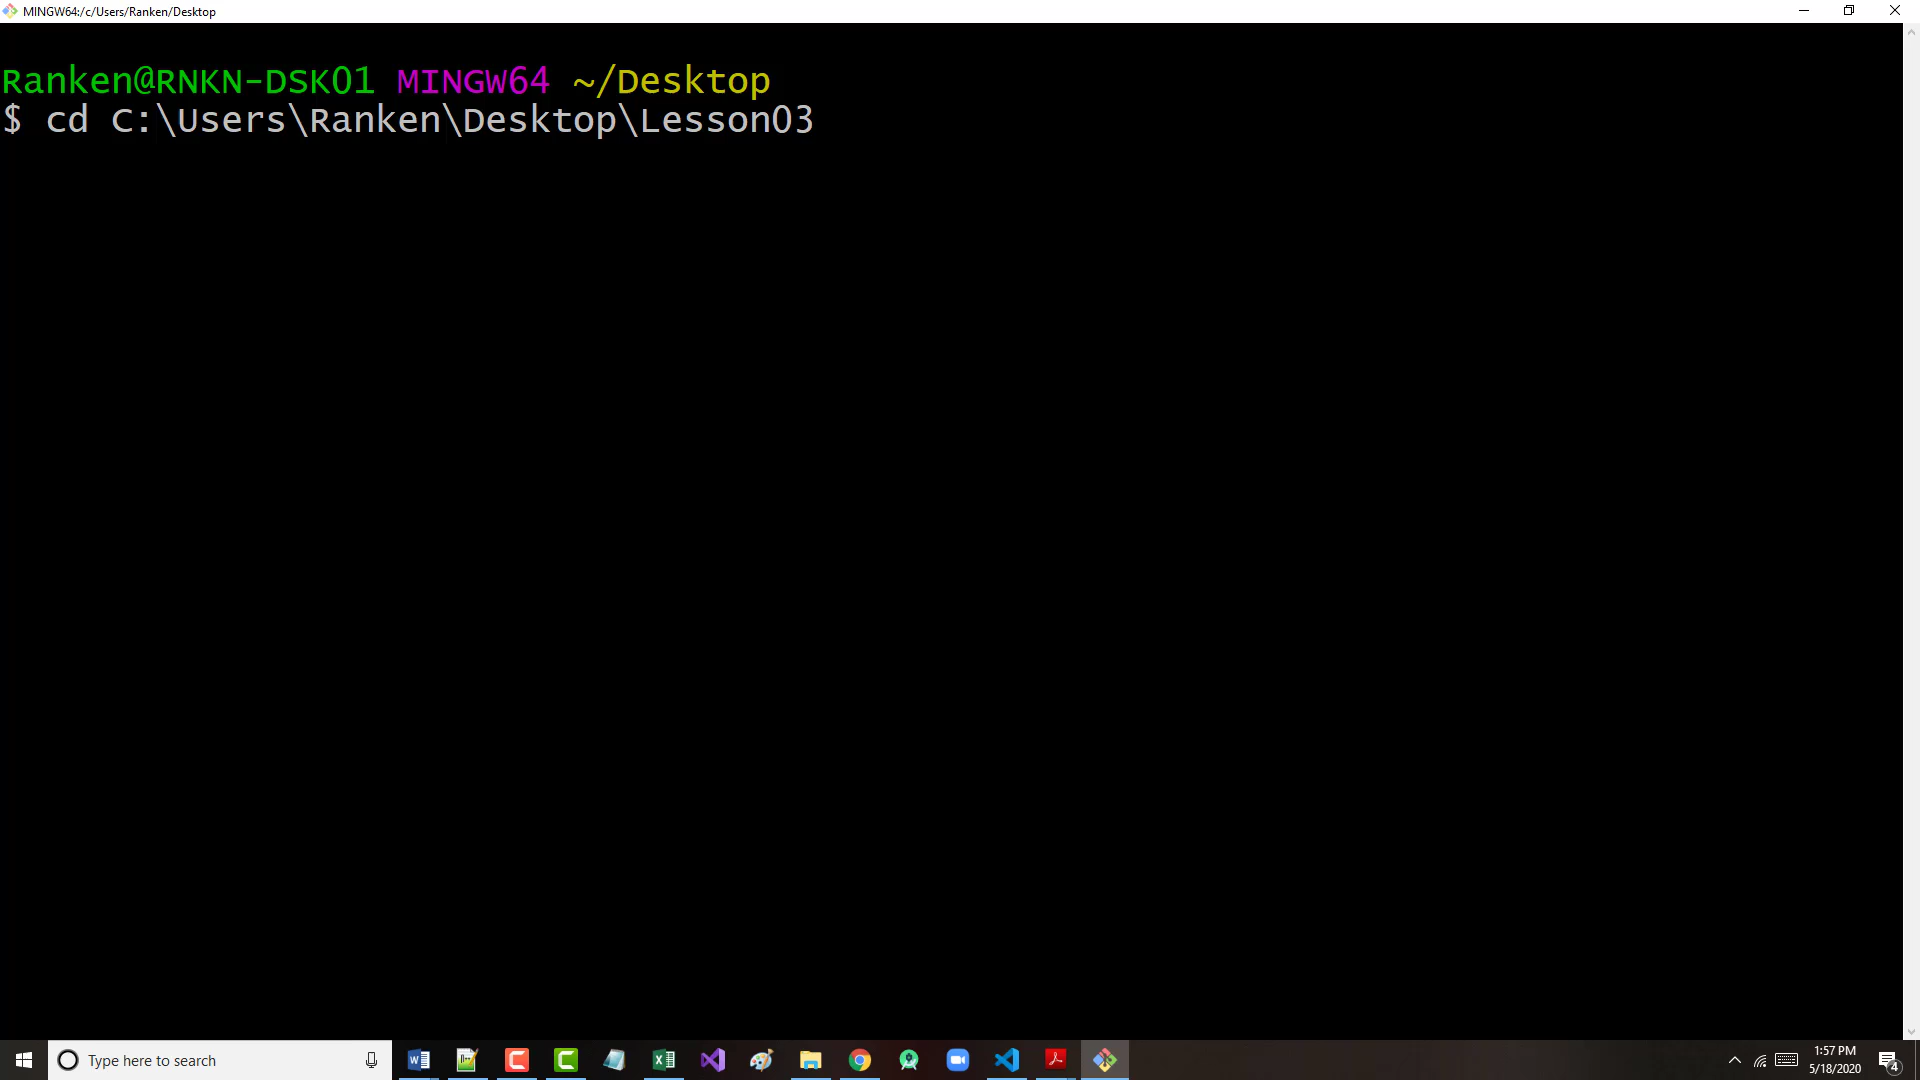 MINGW64:/c/Users/Ranken/Desktop
Ranken@RNKN-DSK01 MINGW64 ~/Desktop
$ cd C:\Users\Ranken\Desktop\Lesson03
Type here to search
1:57 PM
5/18/2020
4